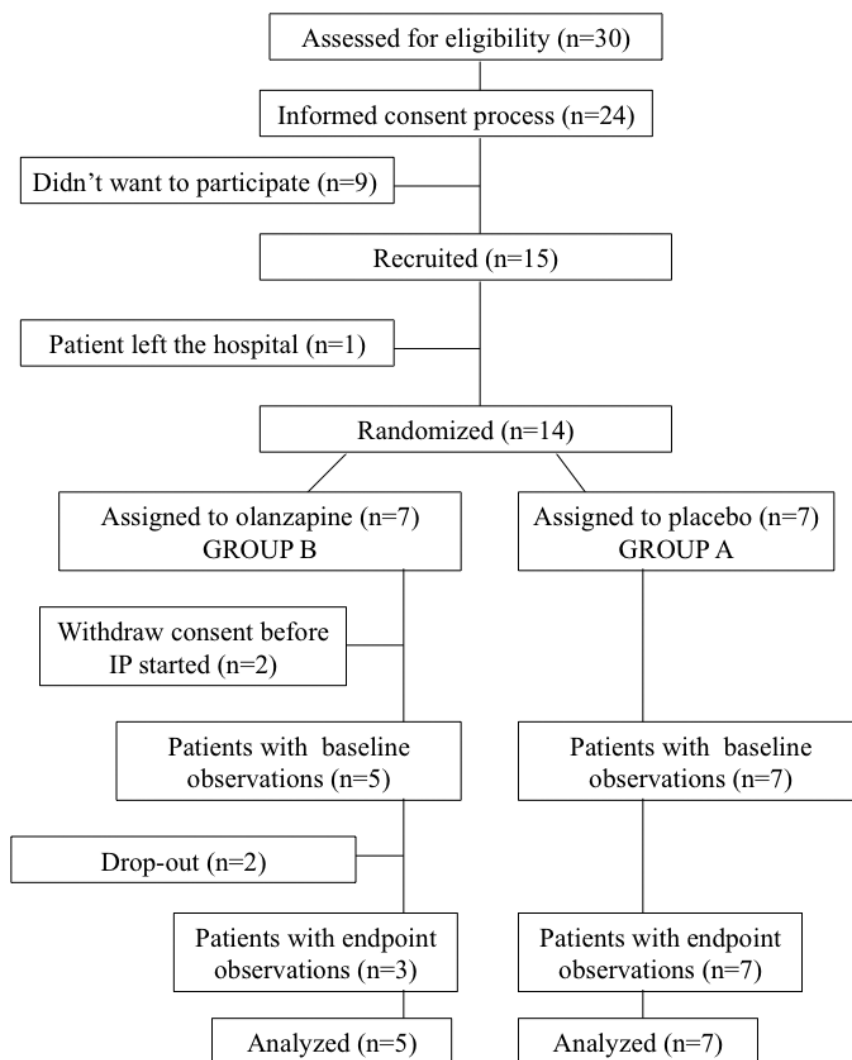 Assessed for eligibility (n=30)
Informed consent process (n=24)
Didn’t want to participate (n=9)
Recruited (n=15)
Patient left the hospital (n=1)
Randomized (n=14)
Assigned to olanzapine (n=7)
GROUP B
Assigned to placebo (n=7)
GROUP A
Withdraw consent before
IP started (n=2)
Patients with baseline
observations (n=5)
Patients with baseline
observations (n=7)
Drop-out (n=2)
Patients with endpoint
observations (n=3)
Patients with endpoint
observations (n=7)
Analyzed (n=5)
Analyzed (n=7)